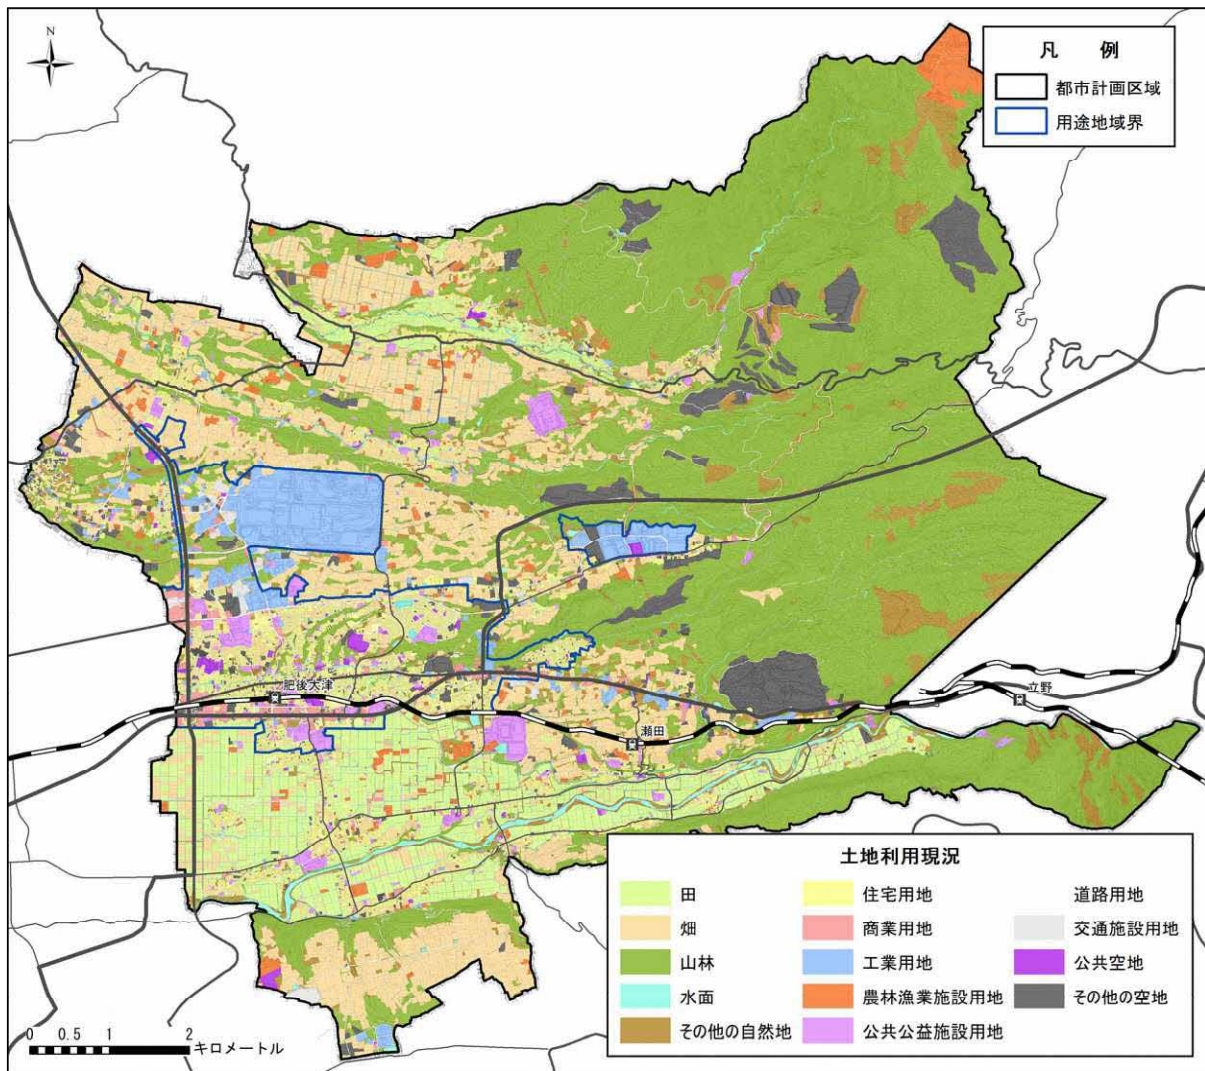 N
凡 例
都市計画区域
用途地域界
肥後大津
立野
瀬田
土地利用現況
田
住宅用地
道路用地
畑
商業用地
交通施設用地
山林
工業用地
公共空地
水面
農林漁業施設用地
その他の空地
その他の自然地
公共公益施設用地
0 0.5 1 2
キロメートル